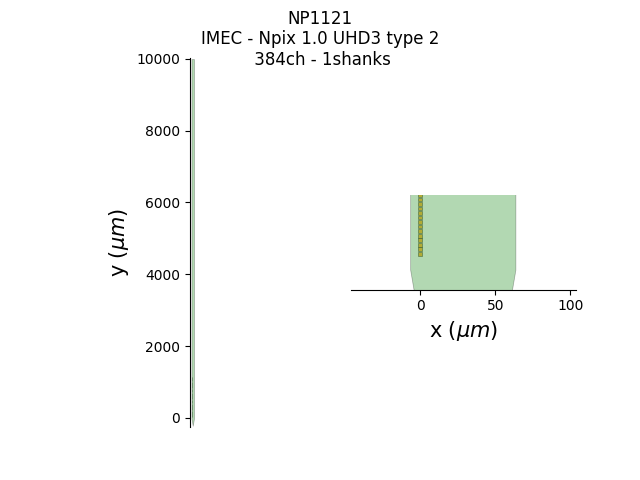 NP1121
IMEC - Npix 1.0 UHD3 type 2
384ch - 1shanks
10000
8000
6000
4000
2000
0
y (μm)
0 50 100
x (μm)